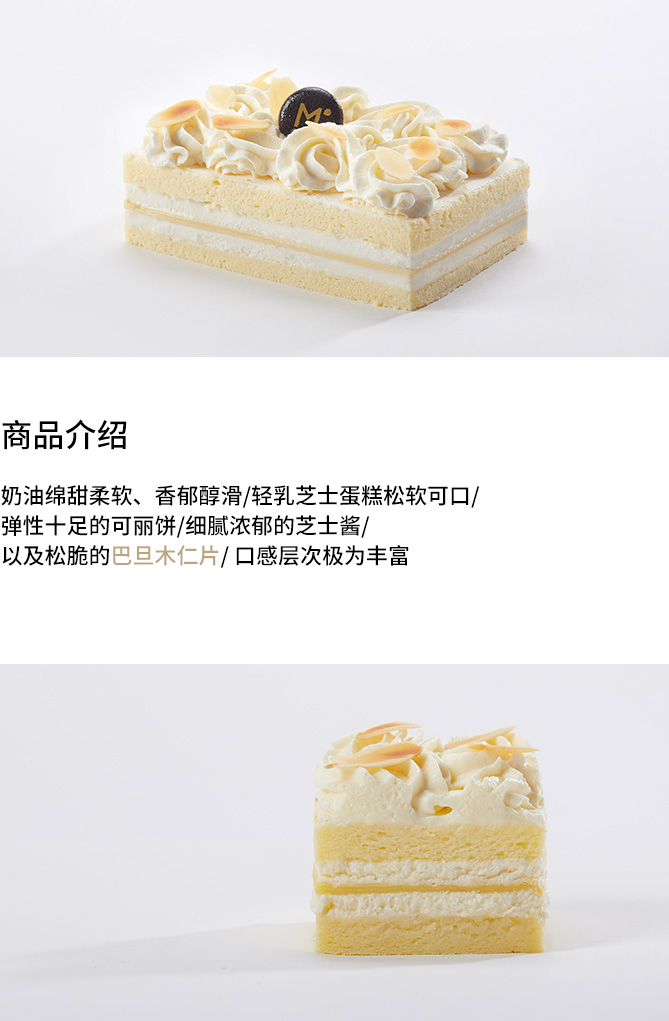 M
商品介绍
奶油绵甜柔软、香郁醇滑/轻乳芝士蛋糕松软可口/
弹性十足的可丽饼/细腻浓郁的芝士酱/
以及松脆的巴旦木仁片/ 口感层次极为丰富